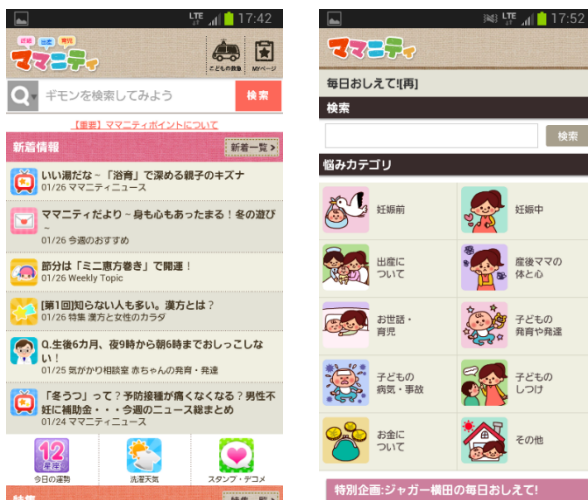 LTE 17:42
妊娠 出産 育児
ママニティ
こどもの救急 MYページ
ギモンを検索してみよう 検索
【重要】ママニティポイントについて
新着情報 新着一覧
いい湯だな~「浴育」で深める親子のキズナ
01/26 ママニティニュース
ママニティだより~身も心もあったまる！冬の遊び
~
01/26 今週のおすすめ
節分は「ミニ恵方巻き」で開運！
01/26 Weekly Topic
[第1回]知らない人も多い。漢方とは？
01/26 特集 漢方と女性のカラダ
Q.生後6カ月、夜9時から朝6時までおしっこしな
い！
01/25 気がかり相談室 赤ちゃんの発育・発達
「冬うつ」って？予防接種が痛くなくなる？男性不
妊に補助金・・・今週のニュース総まとめ
01/24 ママニティニュース
12
星座
今日の運勢 洗濯天気 スタンプ・デコメ
特集 特集一覧
LTE 17:52
ママニティ
毎日おしえて![再]
検索
検索
悩みカテゴリ
妊娠前 妊娠中
出産に
ついて
産後ママの
体と心
お世話・
育児
子どもの
発育や発達
子どもの
病気・事故
子どもの
しつけ
お金に
ついて
その他
特別企画:ジャガー横田の毎日おしえて!